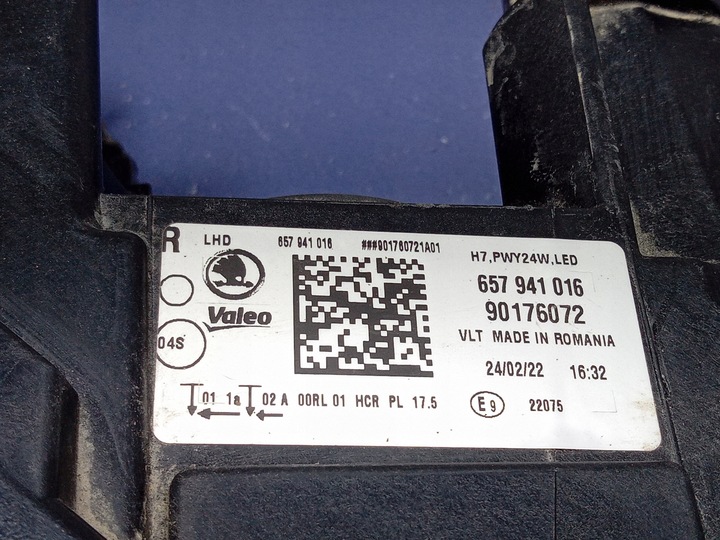 R LHD 657 941 016 ###901760721A01
H7,PWY24W,LED
657 941 016
Valeo
90176072
VLT MADE IN ROMANIA
04S
24/02/22 16:32
01 1a 02 A 00RL 01 HCR PL 17.5
E9 22075